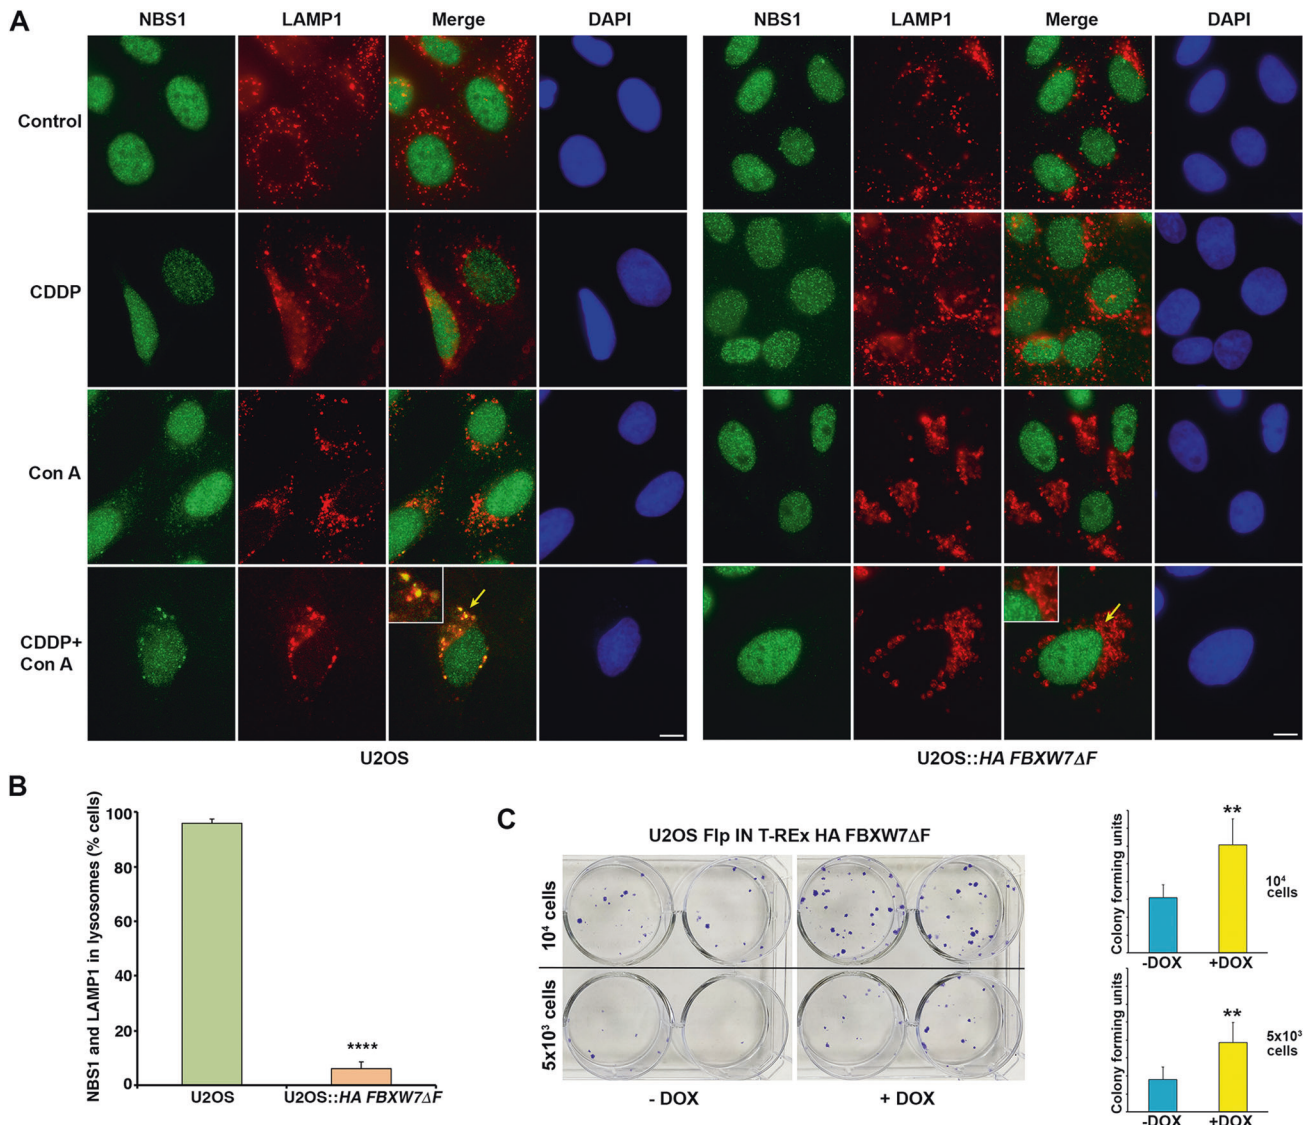 A
NBS1 LAMP1 Merge DAPI NBS1 LAMP1 Merge DAPI
Control
CDDP
Con A
CDDP+
Con A
U2OS U2OS::HA FBXW7ΔF
B
NBS1 and LAMP1 in lysosomes (% cells)
100
80
60
40
20
0
****
U2OS U2OS::HA FBXW7ΔF
C
U2OS Flp IN T-REx HA FBXW7ΔF
10⁴ cells
5x10³ cells
- DOX + DOX
Colony forming units
**
10⁴
cells
-DOX +DOX
Colony forming units
**
5x10³
cells
-DOX +DOX